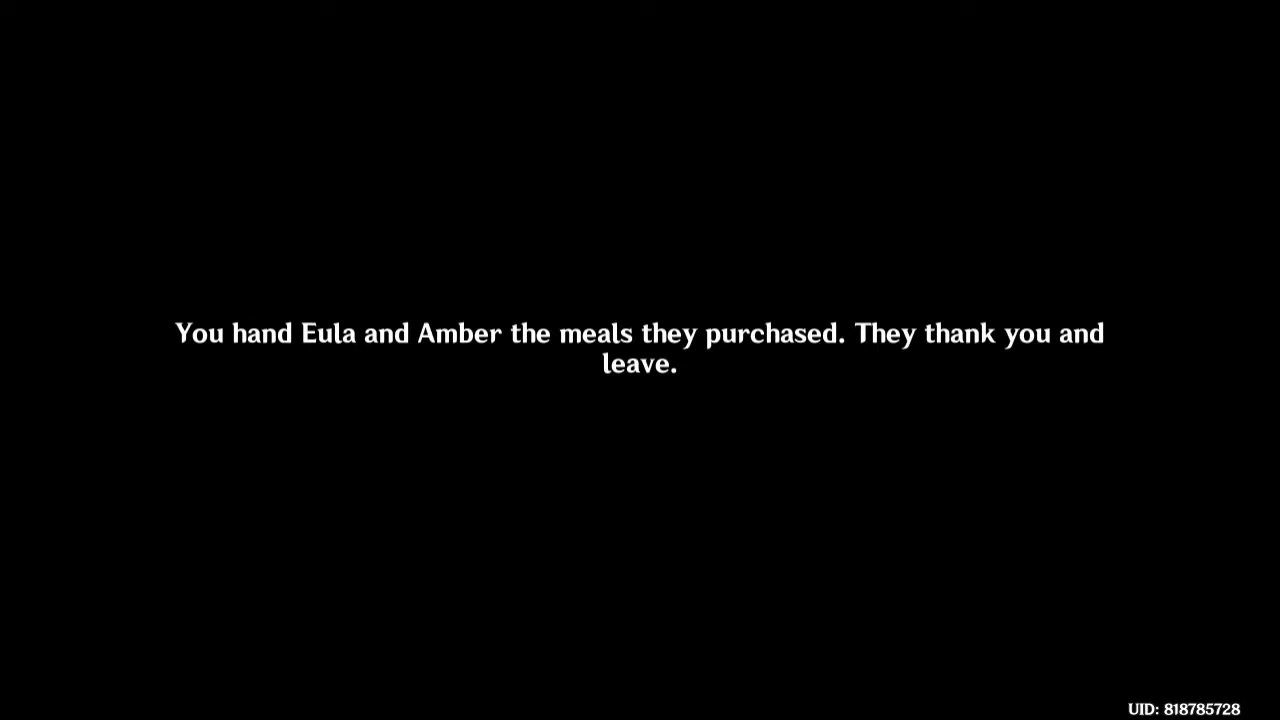 You hand Eula and Amber the meals they purchased. They thank you and
leave.
UID: 818785728